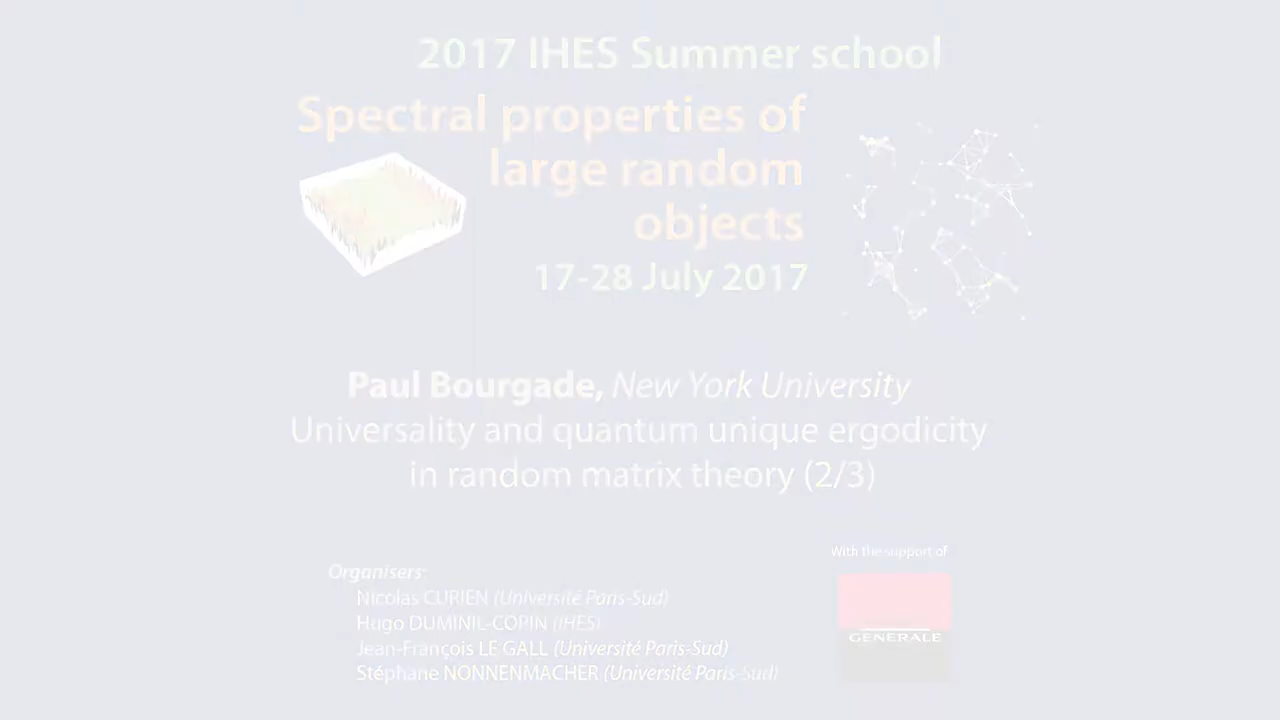 2017 IHES Summer school
Spectral properties of
large random
objects
17-28 July 2017
Paul Bourgade, New York University
Universality and quantum unique ergodicity
in random matrix theory (2/3)
With the support of
GENERALE
Organisers:
Nicolas CURIEN (Université Paris-Sud)
Hugo DUMINIL-COPIN (IHES)
Jean-François LE GALL (Université Paris-Sud)
Stéphane NONNENMACHER (Université Paris-Sud)